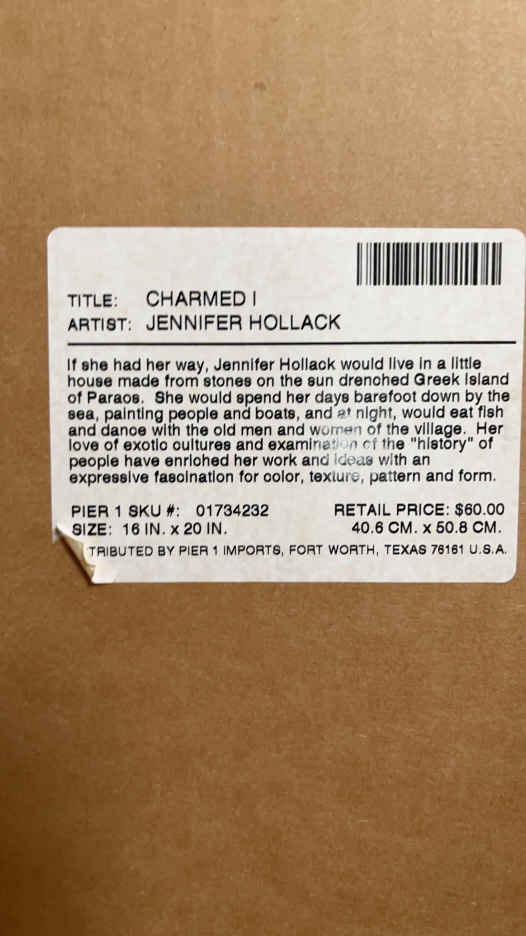 TITLE: CHARMED I
ARTIST: JENNIFER HOLLACK
If she had her way, Jennifer Hollack would live in a little
house made from stones on the sun drenched Greek Island
of Paraos. She would spend her days barefoot down by the
sea, painting people and boats, and at night, would eat fish
and dance with the old men and women of the village. Her
love of exotic cultures and examination of the "history" of
people have enriched her work and ideas with an
expressive fascination for color, texture, pattern and form.
PIER 1 SKU #: 01734232 RETAIL PRICE: $60.00
SIZE: 16 IN. x 20 IN. 40.6 CM. x 50.8 CM.
TRIBUTED BY PIER 1 IMPORTS, FORT WORTH, TEXAS 76161 U.S.A.